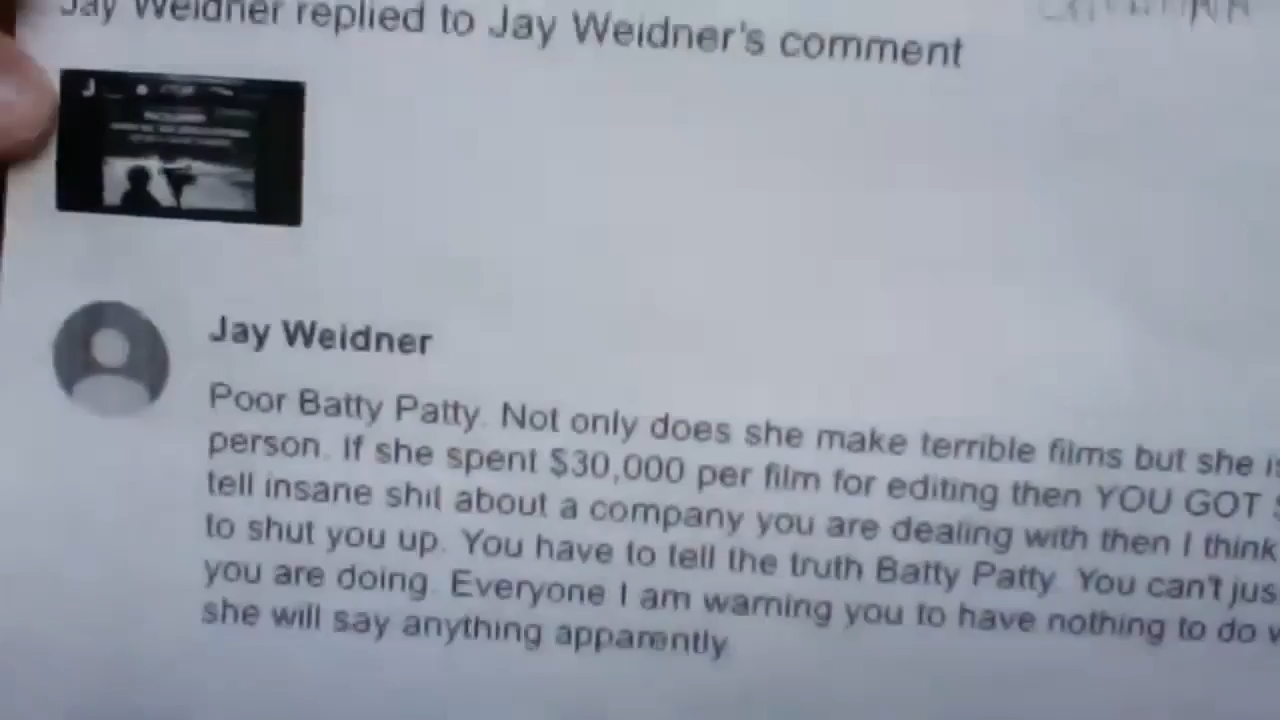 Jay Weidner replied to Jay Weidner's comment
Jay Weidner
Poor Batty Patty. Not only does she make terrible films but she is
person. If she spent $30,000 per film for editing then YOU GOT
tell insane shit about a company you are dealing with then I think
to shut you up. You have to tell the truth Batty Patty. You can't jus
you are doing. Everyone I am warning you to have nothing to do w
she will say anything apparently